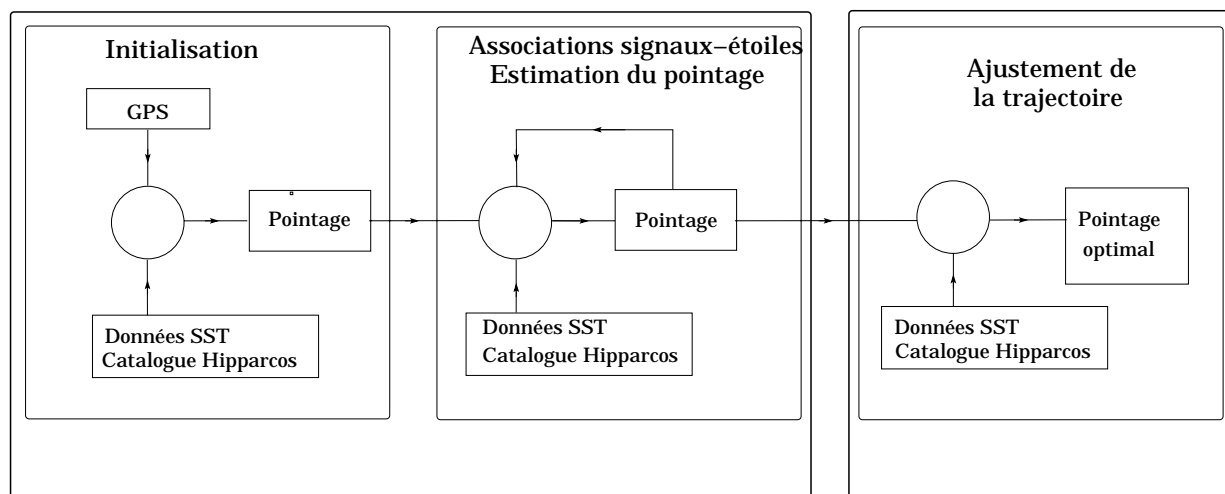 Initialisation
GPS
Pointage
Données SST
Catalogue Hipparcos
Associations signaux–étoiles
Estimation du pointage
Pointage
Données SST
Catalogue Hipparcos
Ajustement de
la trajectoire
Pointage
optimal
Données SST
Catalogue Hipparcos